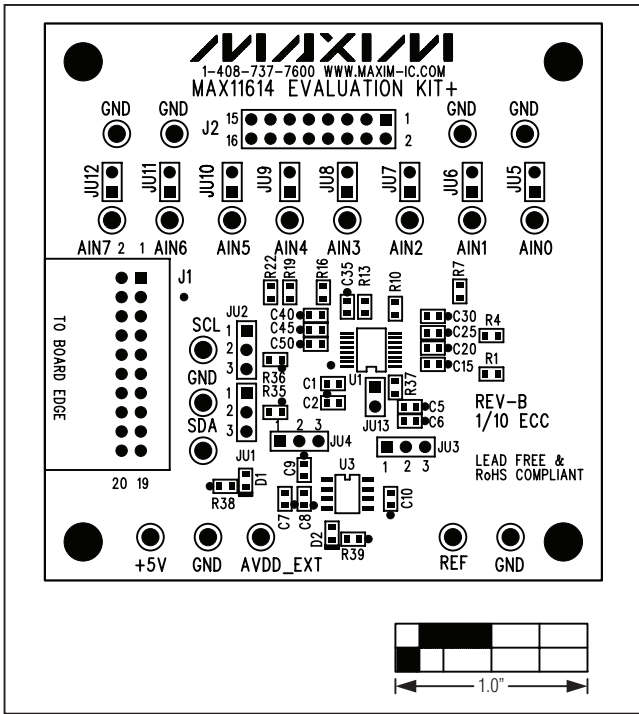 MAXIM
1-408-737-7600 WWW.MAXIM-IC.COM
MAX11614 EVALUATION KIT+
GND GND GND GND
J2 15 1
16 2
JU12 JU11 JU10 JU9 JU8 JU7 JU6 JU5
AIN7 AIN6 AIN5 AIN4 AIN3 AIN2 AIN1 AIN0
2 1
J1
TO BOARD EDGE
20 19
R22 R19 R16 C35 R13 R10 R7
JU2
SCL 1
2
3
C40 C30
C45 C25 R4
C50 C20
C15 R1
R36 U1 R37
GND 1
2
3
C1
C2
R35 JU13 C5
C6
SDA
REV-B
1/10 ECC
1 2 3
JU4
JU3
1 2 3
JU1
LEAD FREE &
RoHS COMPLIANT
D1 C9 U3
R38 C7 C8 C10
D2 R39
+5V GND AVDD_EXT REF GND
1.0"